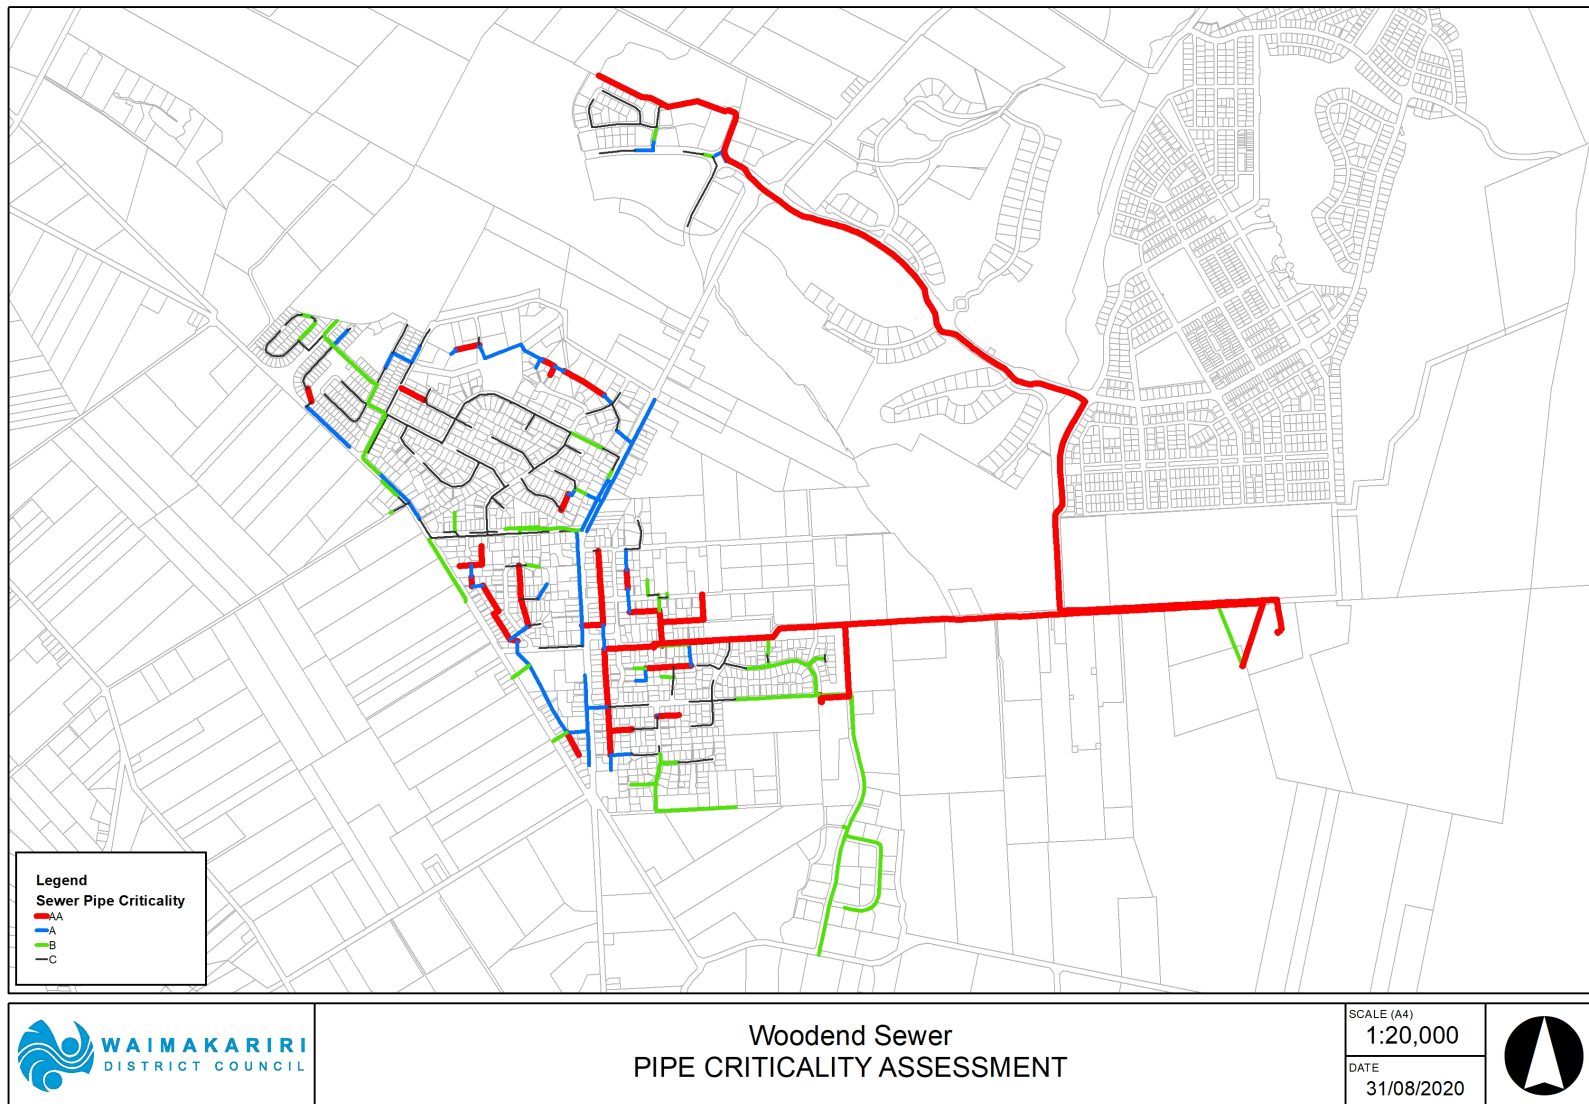 Legend
Sewer Pipe Criticality
AA
A
B
C
WAIMAKARIRI
DISTRICT COUNCIL
Woodend Sewer
PIPE CRITICALITY ASSESSMENT
SCALE (A4)
1:20,000
DATE
31/08/2020